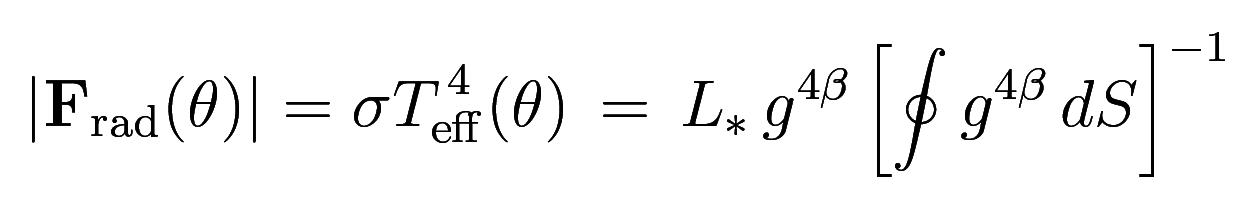 |F_rad(θ)| = σT_eff^4(θ) = L_* g^{4β} [∮ g^{4β} dS]^{-1}